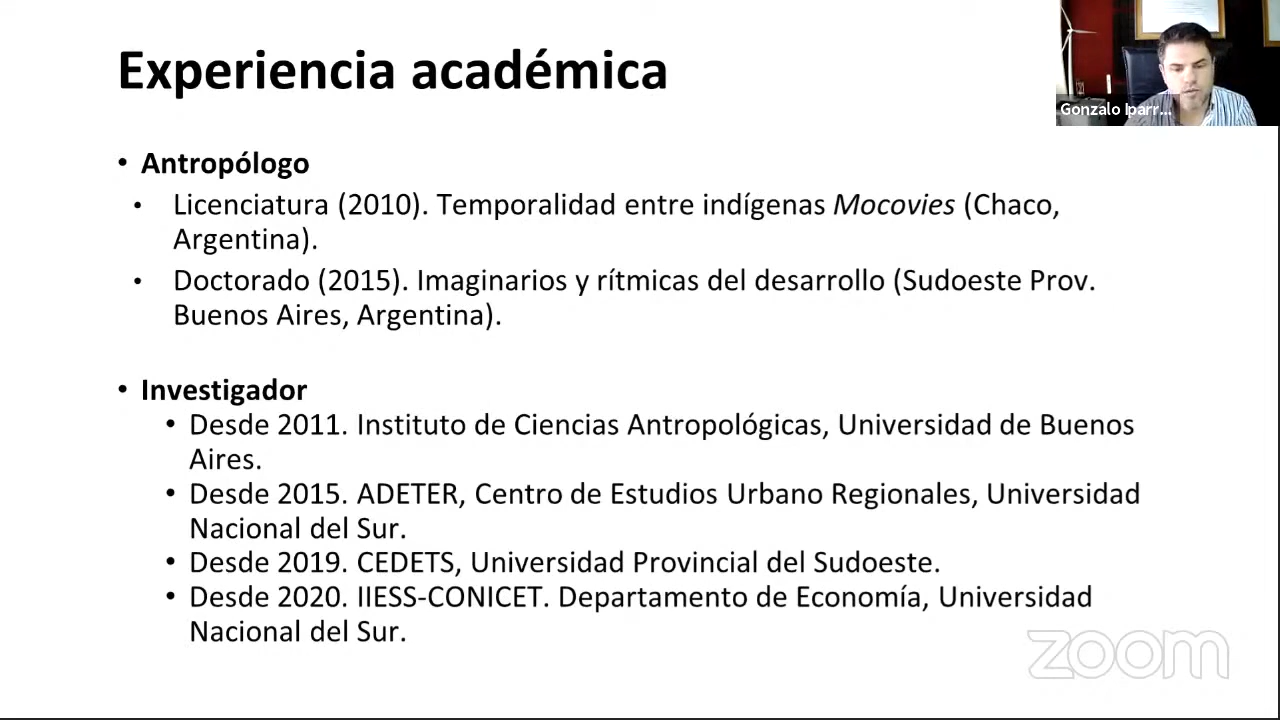 Experiencia académica
Gonzalo Iparr...
• Antropólogo
• Licenciatura (2010). Temporalidad entre indígenas Mocovies (Chaco,
Argentina).
• Doctorado (2015). Imaginarios y rítmicas del desarrollo (Sudoeste Prov.
Buenos Aires, Argentina).
• Investigador
• Desde 2011. Instituto de Ciencias Antropológicas, Universidad de Buenos
Aires.
• Desde 2015. ADETER, Centro de Estudios Urbano Regionales, Universidad
Nacional del Sur.
• Desde 2019. CEDETS, Universidad Provincial del Sudoeste.
• Desde 2020. IIESS-CONICET. Departamento de Economía, Universidad
Nacional del Sur.
zoom